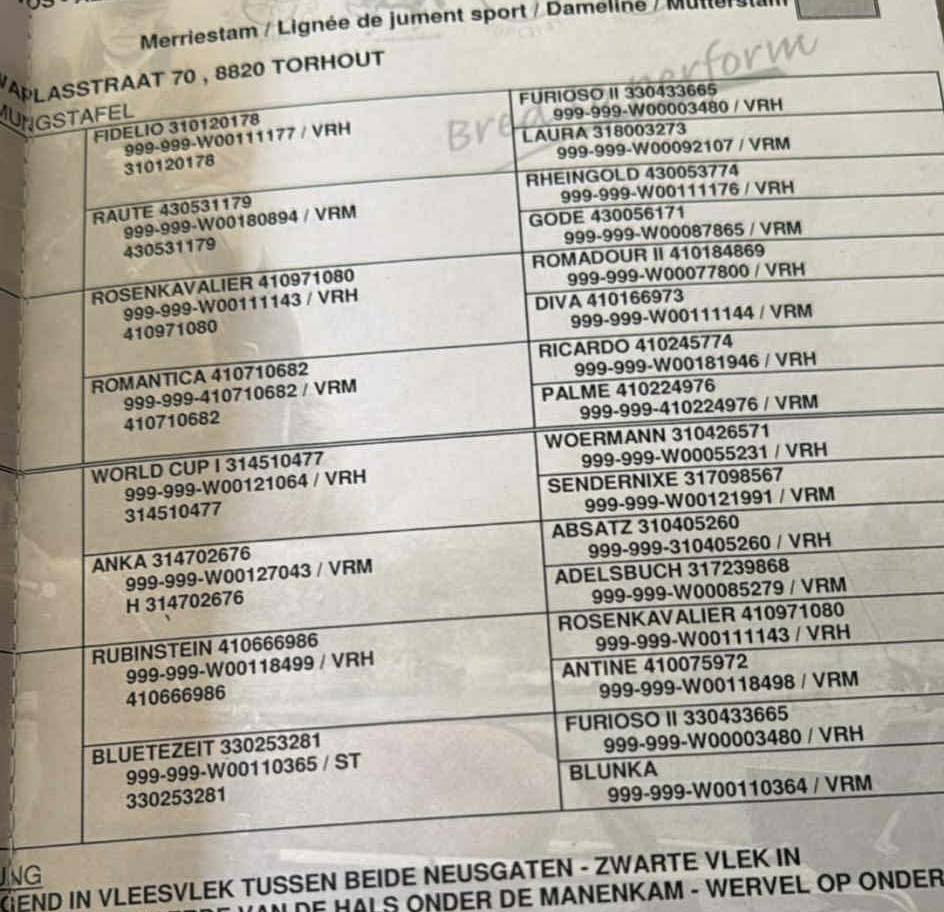 Merriestam / Lignée de jument sport / Dameline / Mutterstam
LASSTRAAT 70 , 8820 TORHOUT
MUNGSTAFEL
Bred perform
FIDELIO 310120178
999-999-W00111177 / VRH
310120178
RAUTE 430531179
999-999-W00180894 / VRM
430531179
ROSENKAVALIER 410971080
999-999-W00111143 / VRH
410971080
ROMANTICA 410710682
999-999-410710682 / VRM
410710682
WORLD CUP I 314510477
999-999-W00121064 / VRH
314510477
ANKA 314702676
999-999-W00127043 / VRM
H 314702676
RUBINSTEIN 410666986
999-999-W00118499 / VRH
410666986
BLUETEZEIT 330253281
999-999-W00110365 / ST
330253281
FURIOSO II 330433665
999-999-W00003480 / VRH
LAURA 318003273
999-999-W00092107 / VRM
RHEINGOLD 430053774
999-999-W00111176 / VRH
GODE 430056171
999-999-W00087865 / VRM
ROMADOUR II 410184869
999-999-W00077800 / VRH
DIVA 410166973
999-999-W00111144 / VRM
RICARDO 410245774
999-999-W00181946 / VRH
PALME 410224976
999-999-410224976 / VRM
WOERMANN 310426571
999-999-W00055231 / VRH
SENDERNIXE 317098567
999-999-W00121991 / VRM
ABSATZ 310405260
999-999-310405260 / VRH
ADELSBUCH 317239868
999-999-W00085279 / VRM
ROSENKAVALIER 410971080
999-999-W00111143 / VRH
ANTINE 410075972
999-999-W00118498 / VRM
FURIOSO II 330433665
999-999-W00003480 / VRH
BLUNKA
999-999-W00110364 / VRM
UNG
GEND IN VLEESVLEK TUSSEN BEIDE NEUSGATEN - ZWARTE VLEK IN
VAN DE HALS ONDER DE MANENKAM - WERVEL OP ONDER